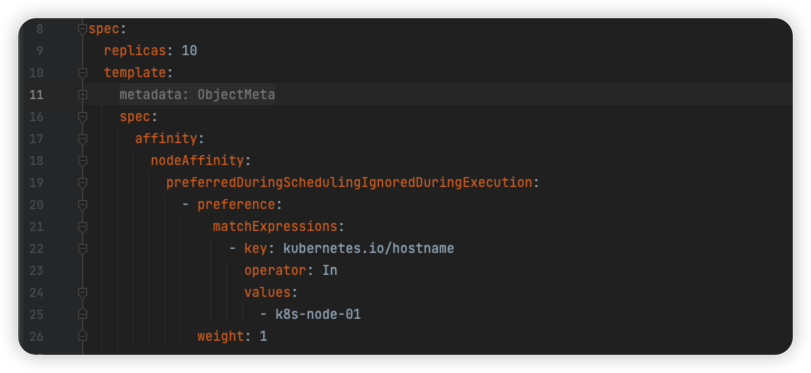 8 spec:
9 replicas: 10
10 template:
11 metadata: ObjectMeta
16 spec:
17 affinity:
18 nodeAffinity:
19 preferredDuringSchedulingIgnoredDuringExecution:
20 - preference:
21 matchExpressions:
22 - key: kubernetes.io/hostname
23 operator: In
24 values:
25 - k8s-node-01
26 weight: 1